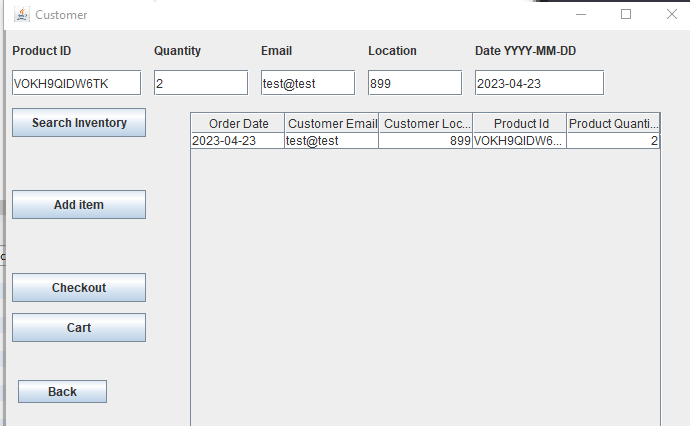 Customer
Product ID Quantity Email Location Date YYYY-MM-DD
VOKH9QIDW6TK 2 test@test 899 2023-04-23
Search Inventory
Order Date Customer Email Customer Loc... Product Id Product Quanti...
2023-04-23 test@test 899 VOKH9QIDW6... 2
Add item
Checkout
Cart
Back